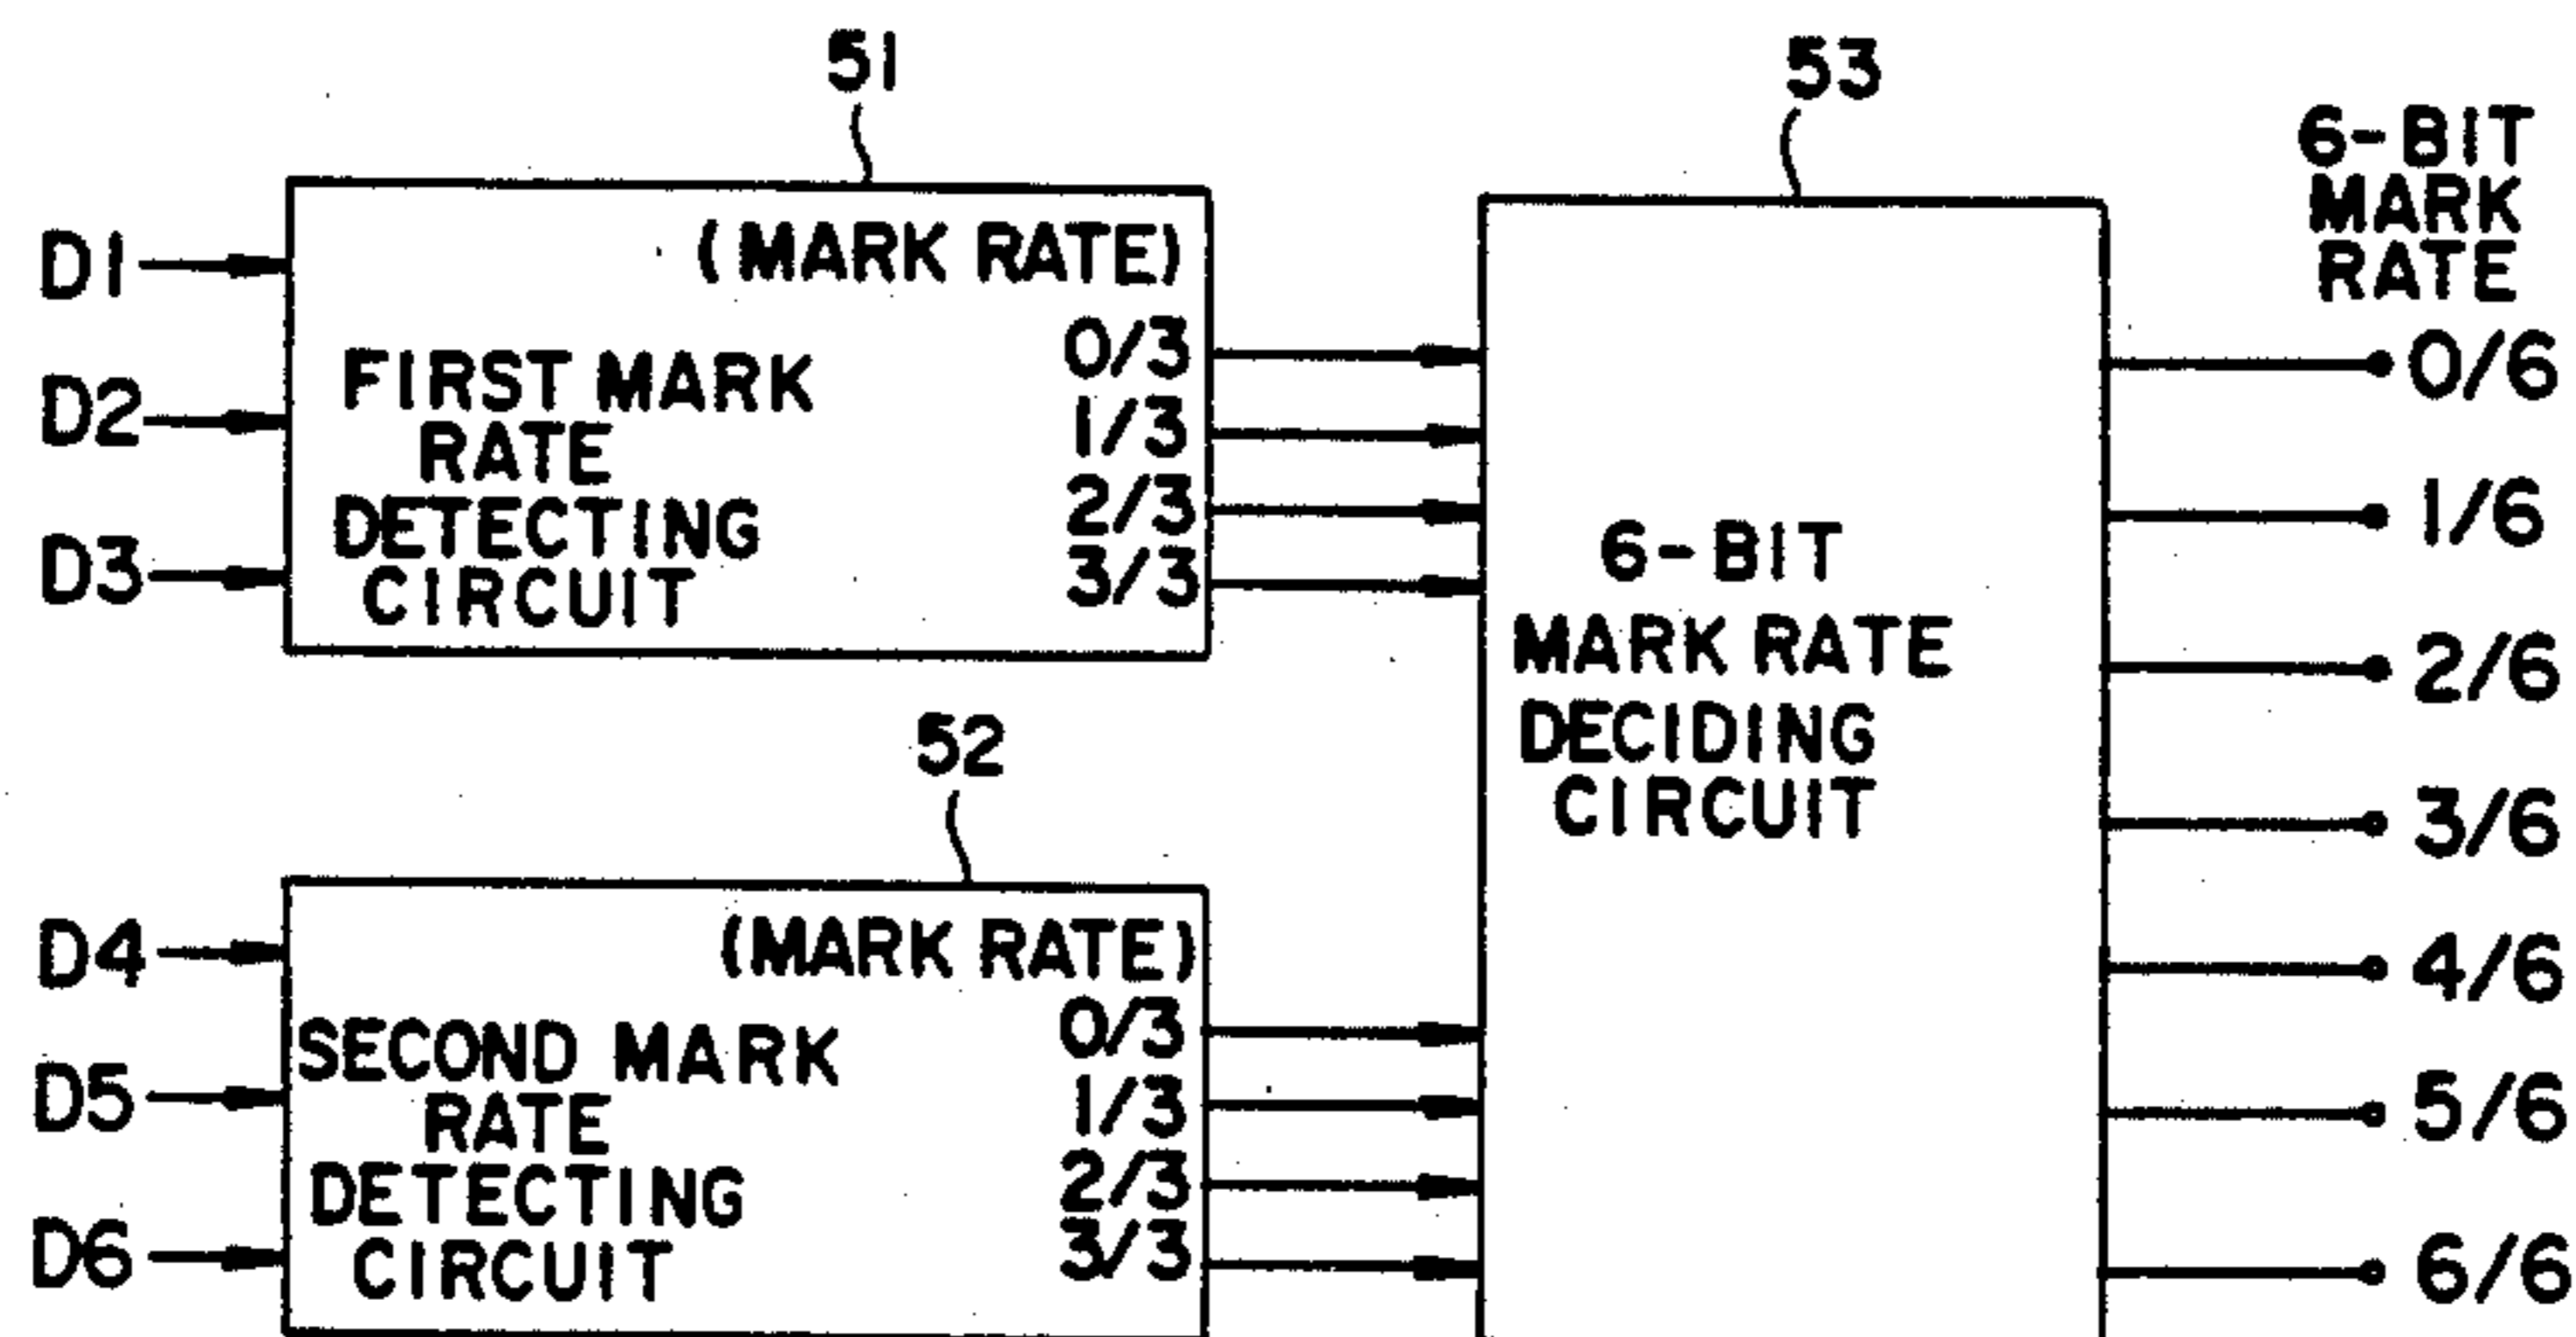 51
53
6-BIT
MARK
RATE
D1
D2
D3
(MARK RATE)
FIRST MARK
RATE
DETECTING
CIRCUIT
0/3
1/3
2/3
3/3
6-BIT
MARK RATE
DECIDING
CIRCUIT
0/6
1/6
2/6
3/6
4/6
5/6
6/6
52
D4
D5
D6
(MARK RATE)
SECOND MARK
RATE
DETECTING
CIRCUIT
0/3
1/3
2/3
3/3